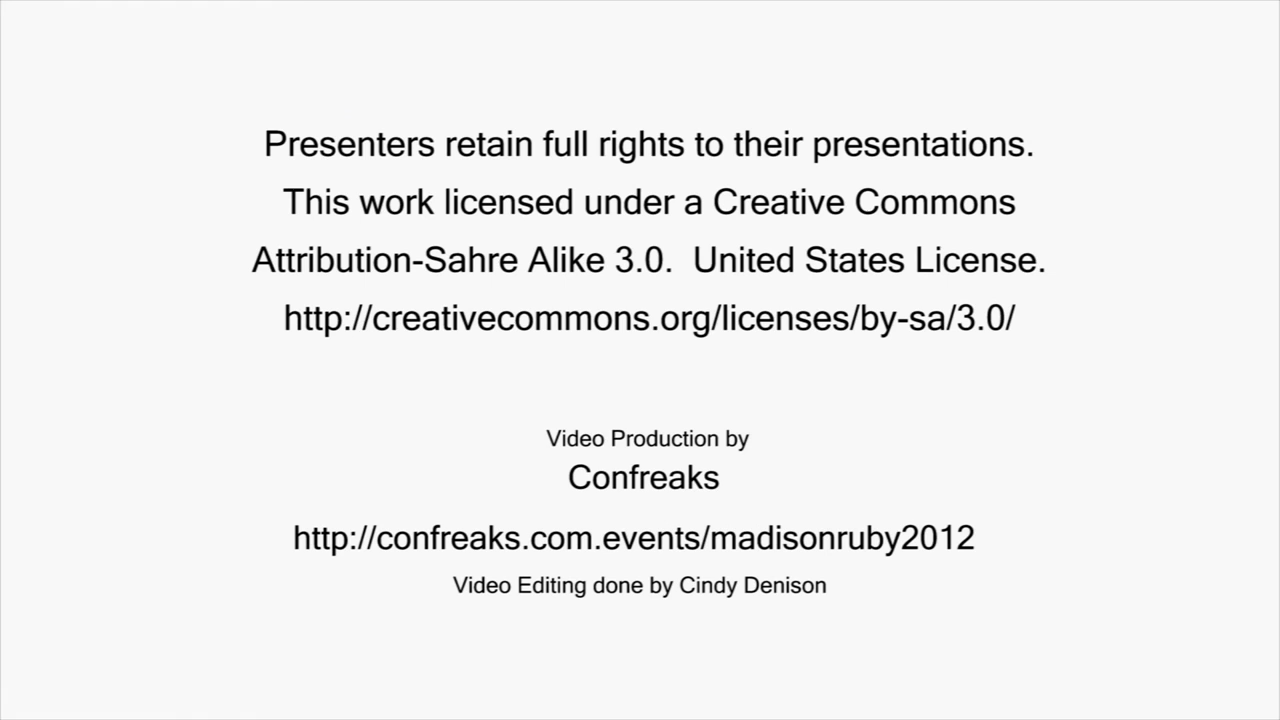 Presenters retain full rights to their presentations.
This work licensed under a Creative Commons
Attribution-Sahre Alike 3.0.  United States License.
http://creativecommons.org/licenses/by-sa/3.0/
Video Production by
Confreaks
http://confreaks.com.events/madisonruby2012
Video Editing done by Cindy Denison